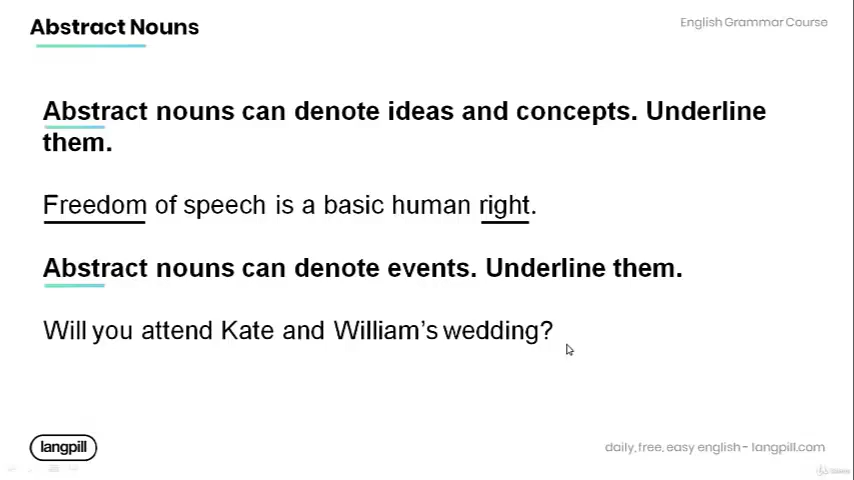 Abstract Nouns
English Grammar Course
Abstract nouns can denote ideas and concepts. Underline
them.
Freedom of speech is a basic human right.
Abstract nouns can denote events. Underline them.
Will you attend Kate and William’s wedding?
langpill
daily, free, easy english - langpill.com